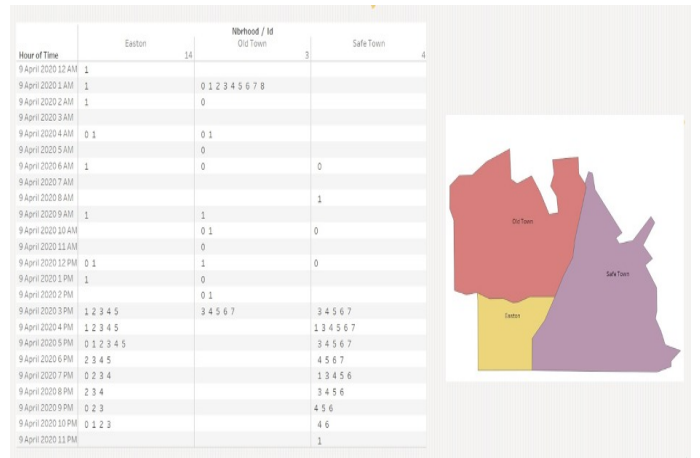 Nbrhood / Id
Easton Old Town Safe Town
Hour of Time 14 3 4
9 April 2020 12 AM 1
9 April 2020 1 AM 1 0 1 2 3 4 5 6 7 8
9 April 2020 2 AM 1 0
9 April 2020 3 AM
9 April 2020 4 AM 0 1 0 1
9 April 2020 5 AM 0
9 April 2020 6 AM 1 0 0
9 April 2020 7 AM
9 April 2020 8 AM 1
9 April 2020 9 AM 1 1
9 April 2020 10 AM 0 1 0
9 April 2020 11 AM 0
9 April 2020 12 PM 0 1 1 0
9 April 2020 1 PM 1 0
9 April 2020 2 PM 0 1
9 April 2020 3 PM 1 2 3 4 5 3 4 5 6 7 3 4 5 6 7
9 April 2020 4 PM 1 2 3 4 5 1 3 4 5 6 7
9 April 2020 5 PM 0 1 2 3 4 5 3 4 5 6 7
9 April 2020 6 PM 2 3 4 5 4 5 6 7
9 April 2020 7 PM 0 2 3 4 1 3 4 5 6
9 April 2020 8 PM 2 3 4 3 4 5 6
9 April 2020 9 PM 0 2 3 4 5 6
9 April 2020 10 PM 0 1 2 3 4 6
9 April 2020 11 PM 1
Old Town
Safe Town
Easton